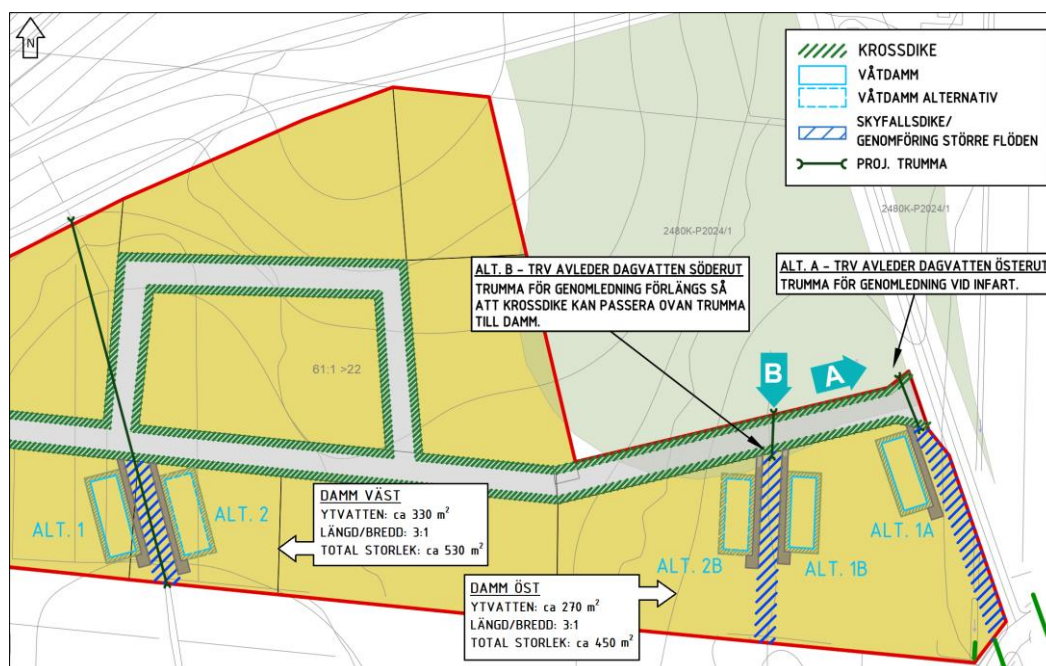 N
KROSSDIKE
VÅTDAMM
VÅTDAMM ALTERNATIV
SKYFALLSDIKE/
GENOMFÖRING STÖRRE FLÖDEN
PROJ. TRUMMA
2480K-P2024/1
2480K-P2024/1
ALT. B - TRV AVLEDER DAGVATTEN SÖDERUT
TRUMMA FÖR GENOMLEDNING FÖRLÄNGS SÅ
ATT KROSSDIKE KAN PASSERA OVAN TRUMMA
TILL DAMM.
ALT. A - TRV AVLEDER DAGVATTEN ÖSTERUT
TRUMMA FÖR GENOMLEDNING VID INFART.
61:1 >22
B
A
ALT. 1
ALT. 2
DAMM VÄST
YTVATTEN: ca 330 m²
LÄNGD/BREDD: 3:1
TOTAL STORLEK: ca 530 m²
ALT. 2B
ALT. 1B
ALT. 1A
DAMM ÖST
YTVATTEN: ca 270 m²
LÄNGD/BREDD: 3:1
TOTAL STORLEK: ca 450 m²